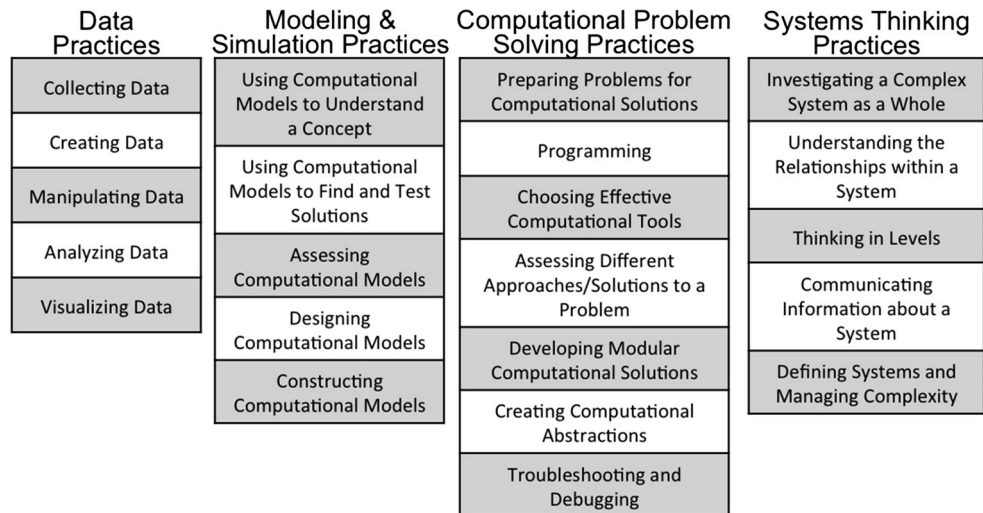 Data
Practices
Collecting Data
Creating Data
Manipulating Data
Analyzing Data
Visualizing Data
Modeling &
Simulation Practices
Using Computational
Models to Understand
a Concept
Using Computational
Models to Find and Test
Solutions
Assessing
Computational Models
Designing
Computational Models
Constructing
Computational Models
Computational Problem
Solving Practices
Preparing Problems for
Computational Solutions
Programming
Choosing Effective
Computational Tools
Assessing Different
Approaches/Solutions to a
Problem
Developing Modular
Computational Solutions
Creating Computational
Abstractions
Troubleshooting and
Debugging
Systems Thinking
Practices
Investigating a Complex
System as a Whole
Understanding the
Relationships within a
System
Thinking in Levels
Communicating
Information about a
System
Defining Systems and
Managing Complexity